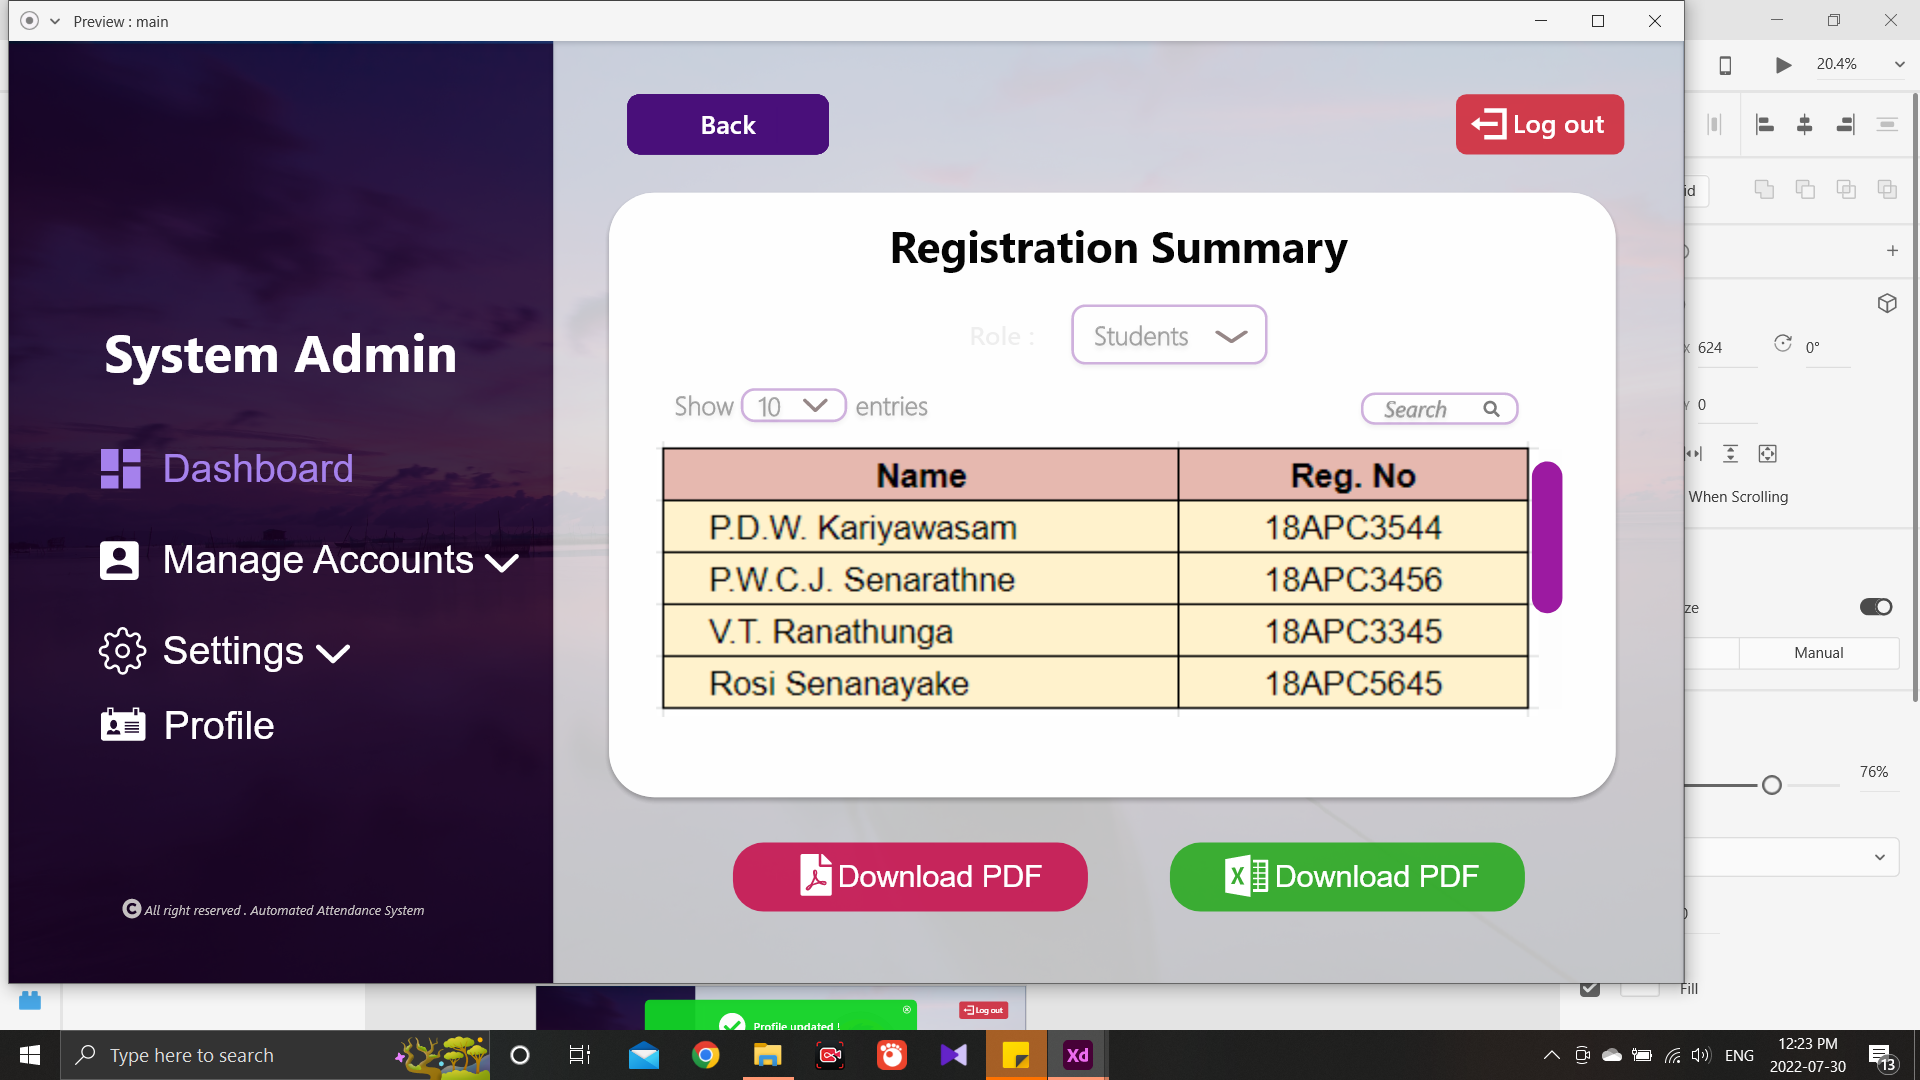 Preview : main
20.4%
Back
Log out
id
Registration Summary
Role :
Students
X 624
0°
System Admin
Y 0
Show 10 entries
Search
Dashboard
Name
Reg. No
When Scrolling
P.D.W. Kariyawasam
18APC3544
Manage Accounts
P.W.C.J. Senarathne
18APC3456
ze
V.T. Ranathunga
18APC3345
Settings
Manual
Rosi Senanayake
18APC5645
Profile
76%
Download PDF
X Download PDF
C All right reserved . Automated Attendance System
Fill
Log out
Profile updated !
Type here to search
Xd
ENG
12:23 PM
2022-07-30
13